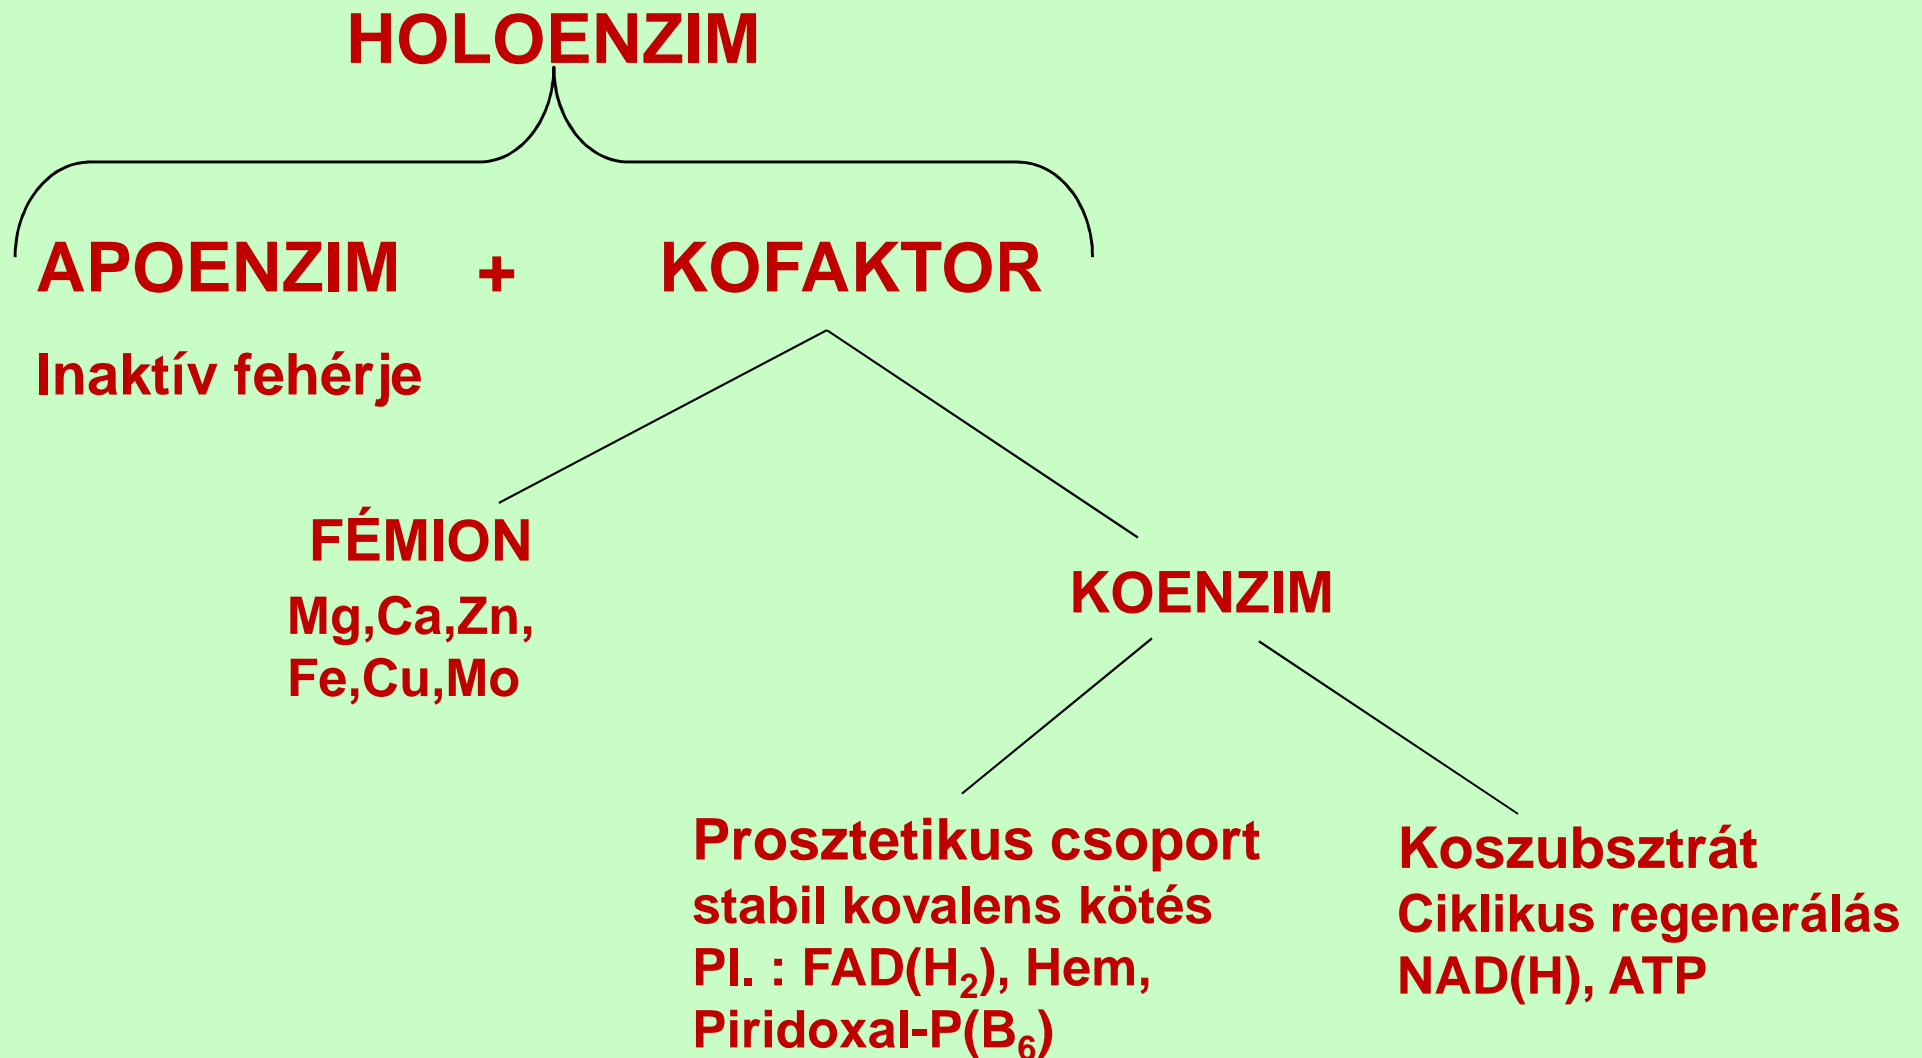 HOLOENZIM
APOENZIM + KOFAKTOR
Inaktív fehérje
FÉMION
Mg,Ca,Zn,
Fe,Cu,Mo
KOENZIM
Prosztetikus csoport
stabil kovalens kötés
Pl. : FAD(H₂), Hem,
Piridoxal-P(B₆)
Koszubsztrát
Ciklikus regenerálás
NAD(H), ATP